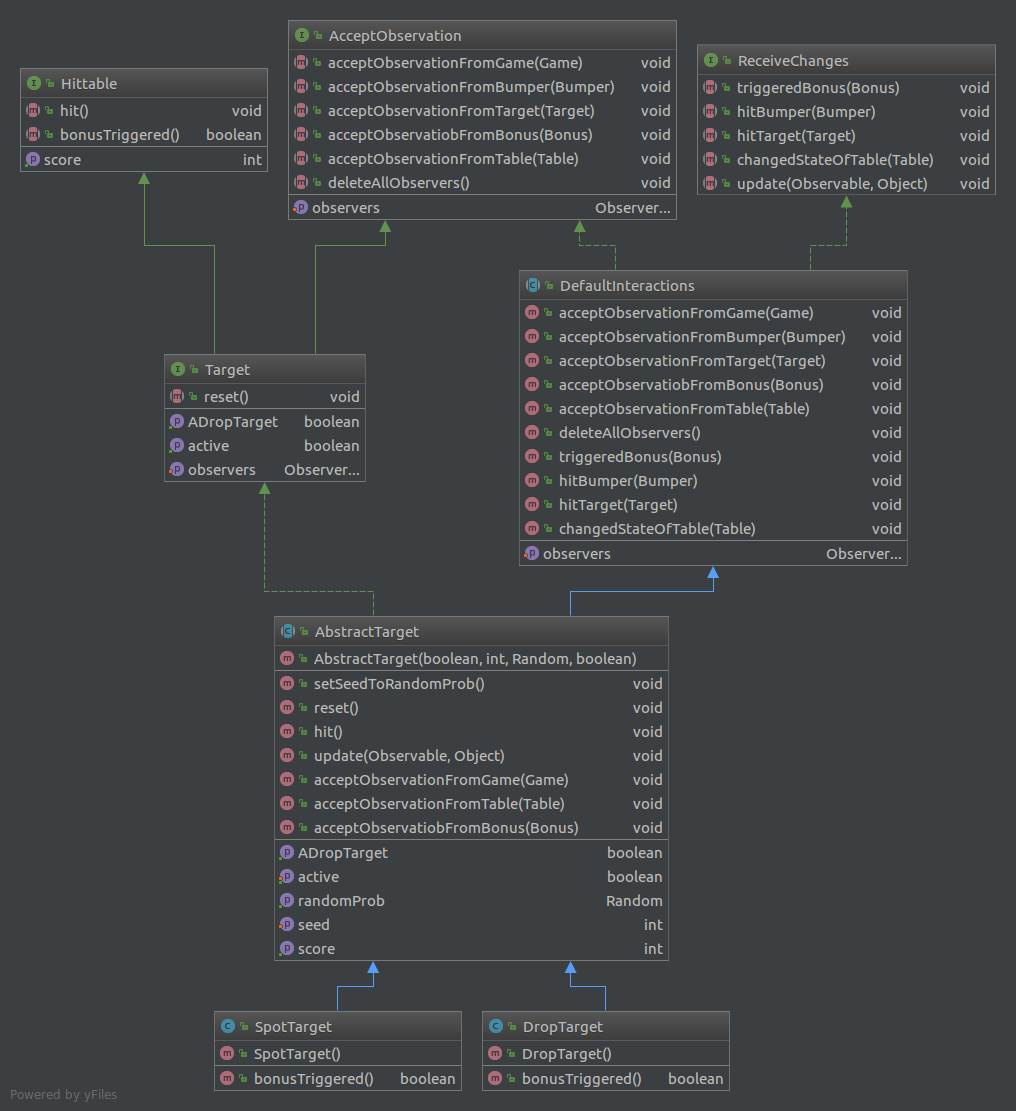 AcceptObservation
acceptObservationFromGame(Game) void
acceptObservationFromBumper(Bumper) void
acceptObservationFromTarget(Target) void
acceptObservatiobFromBonus(Bonus) void
acceptObservationFromTable(Table) void
deleteAllObservers() void
observers Observer...
ReceiveChanges
triggeredBonus(Bonus) void
hitBumper(Bumper) void
hitTarget(Target) void
changedStateOfTable(Table) void
update(Observable, Object) void
Hittable
hit() void
bonusTriggered() boolean
score int
DefaultInteractions
acceptObservationFromGame(Game) void
acceptObservationFromBumper(Bumper) void
acceptObservationFromTarget(Target) void
acceptObservatiobFromBonus(Bonus) void
acceptObservationFromTable(Table) void
deleteAllObservers() void
triggeredBonus(Bonus) void
hitBumper(Bumper) void
hitTarget(Target) void
changedStateOfTable(Table) void
observers Observer...
Target
reset() void
ADropTarget boolean
active boolean
observers Observer...
AbstractTarget
AbstractTarget(boolean, int, Random, boolean)
setSeedToRandomProb() void
reset() void
hit() void
update(Observable, Object) void
acceptObservationFromGame(Game) void
acceptObservationFromTable(Table) void
acceptObservatiobFromBonus(Bonus) void
ADropTarget boolean
active boolean
randomProb Random
seed int
score int
SpotTarget
SpotTarget()
bonusTriggered() boolean
DropTarget
DropTarget()
bonusTriggered() boolean
Powered by yFiles